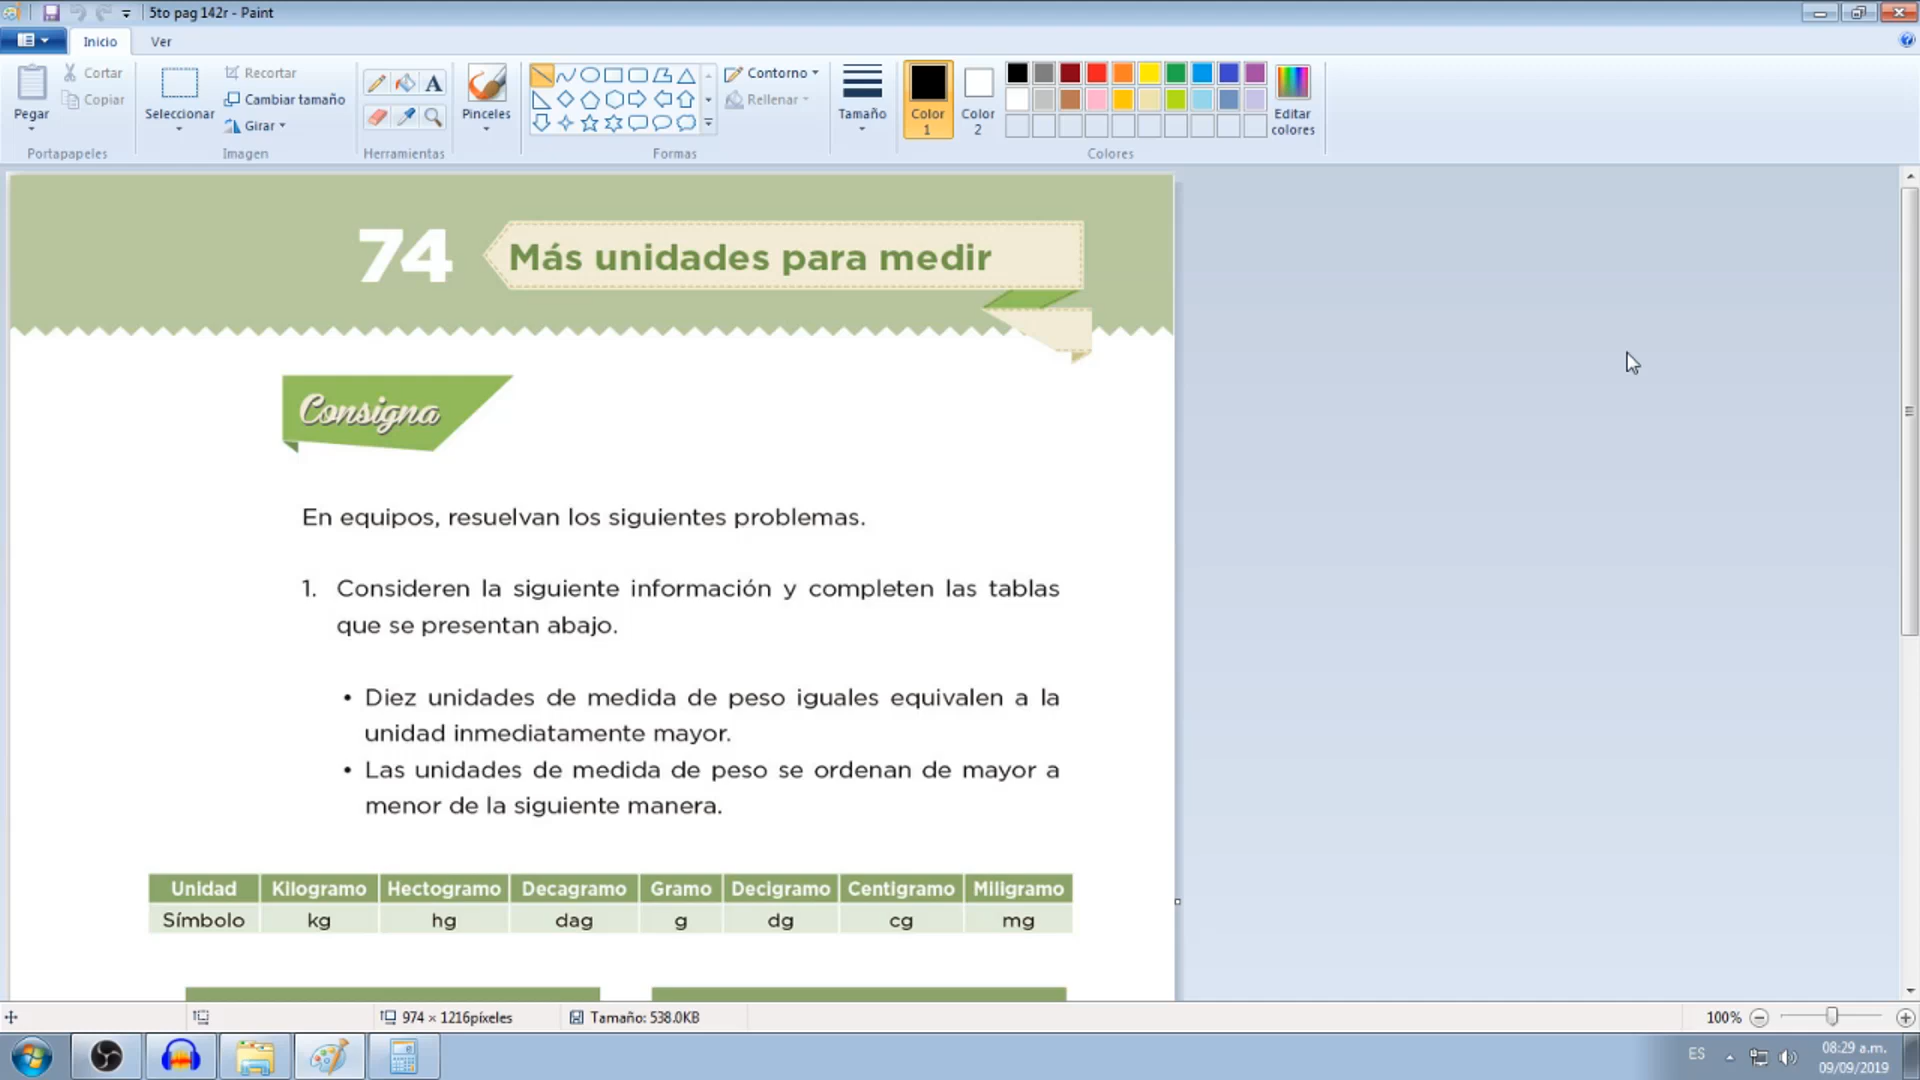 5to pag 142r - Paint
Inicio Ver
Pegar
Cortar
Copiar
Portapapeles
Seleccionar
Recortar
Cambiar tamaño
Girar
Imagen
Herramientas
Pinceles
Contorno
Rellenar
Formas
Tamaño
Color 1
Color 2
Editar colores
Colores
74 Más unidades para medir
Consigna
En equipos, resuelvan los siguientes problemas.
1. Consideren la siguiente información y completen las tablas
que se presentan abajo.
• Diez unidades de medida de peso iguales equivalen a la
unidad inmediatamente mayor.
• Las unidades de medida de peso se ordenan de mayor a
menor de la siguiente manera.
Unidad Kilogramo Hectogramo Decagramo Gramo Decigramo Centigramo Miligramo
Símbolo kg hg dag g dg cg mg
974 × 1216píxeles Tamaño: 538.0KB 100%
ES 08:29 a.m.
09/09/2019